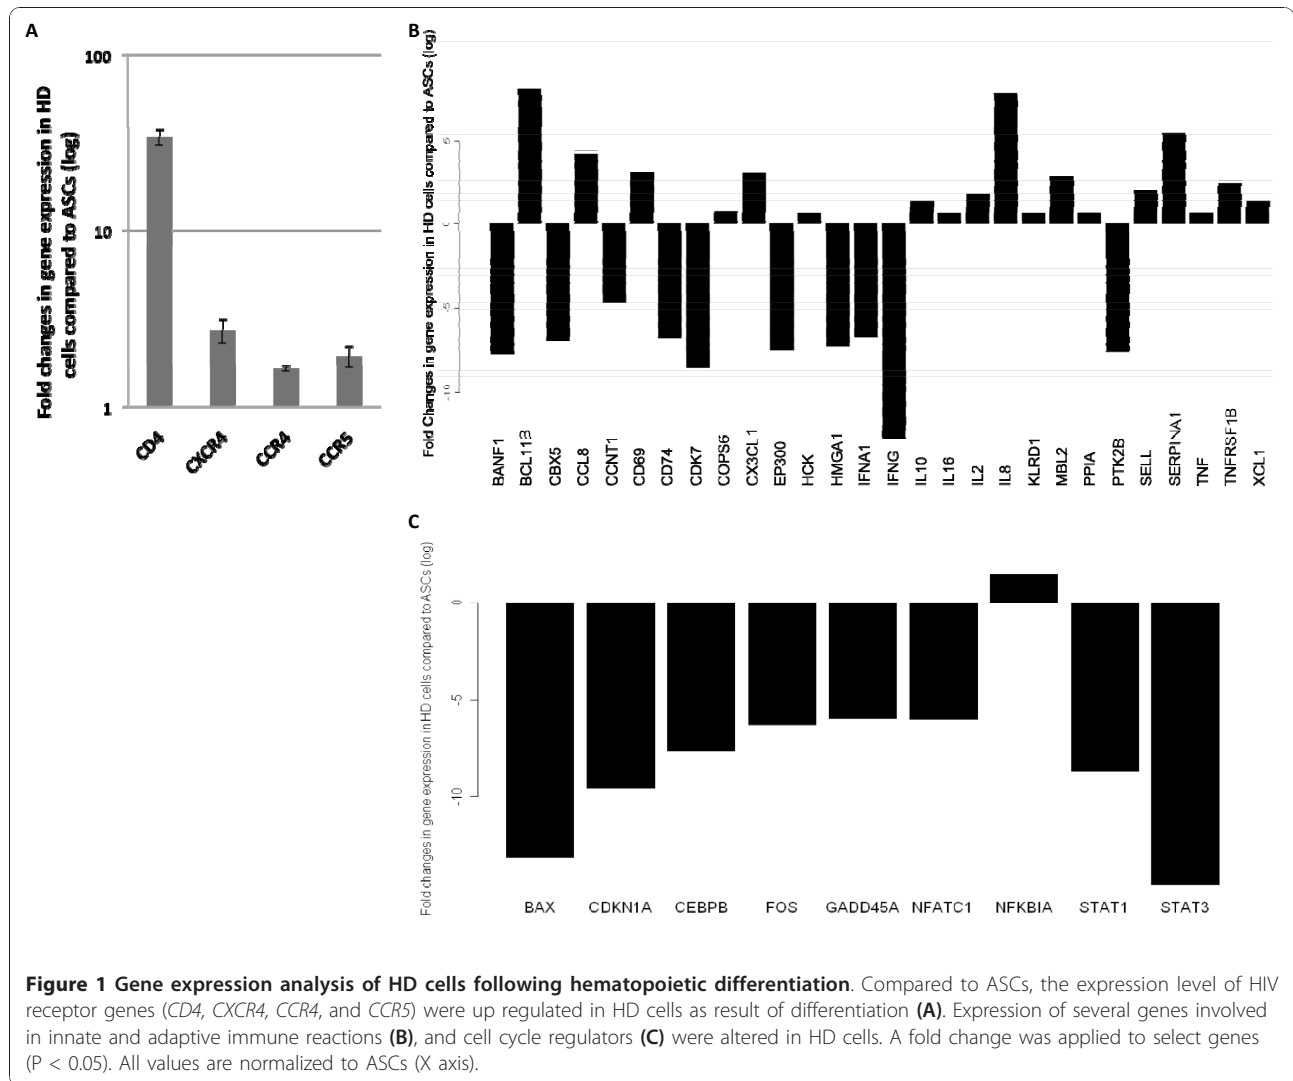 A
Fold changes in gene expression in HD
cells compared to ASCs (log)
100
10
1
CD4
CXCR4
CCR4
CCR5
B
Fold Changes in gene expression in HD cells compared to ASCs (log)
5
0
-5
-10
BANF1
BCL11B
CBX5
CCL8
CCNT1
CD69
CD74
CDK7
COPS6
CX3CL1
EP300
HCK
HMGA1
IFNA1
IFNG
IL10
IL16
IL2
IL8
KLRD1
MBL2
PPIA
PTK2B
SELL
SERPINA1
TNF
TNFRSF1B
XCL1
C
Fold changes in gene expression in HD cells compared to ASCs (log)
0
-5
-10
BAX
CDKN1A
CEBPB
FOS
GADD45A
NFATC1
NFKBIA
STAT1
STAT3
Figure 1 Gene expression analysis of HD cells following hematopoietic differentiation. Compared to ASCs, the expression level of HIV
receptor genes (CD4, CXCR4, CCR4, and CCR5) were up regulated in HD cells as result of differentiation (A). Expression of several genes involved
in innate and adaptive immune reactions (B), and cell cycle regulators (C) were altered in HD cells. A fold change was applied to select genes
(P < 0.05). All values are normalized to ASCs (X axis).